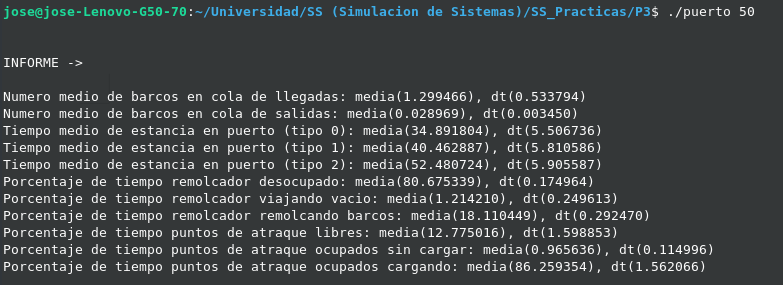 jose@jose-Lenovo-G50-70:~/Universidad/SS (Simulacion de Sistemas)/SS_Practicas/P3$ ./puerto 50
INFORME ->
Numero medio de barcos en cola de llegadas: media(1.299466), dt(0.533794)
Numero medio de barcos en cola de salidas: media(0.028969), dt(0.003450)
Tiempo medio de estancia en puerto (tipo 0): media(34.891804), dt(5.506736)
Tiempo medio de estancia en puerto (tipo 1): media(40.462887), dt(5.810586)
Tiempo medio de estancia en puerto (tipo 2): media(52.480724), dt(5.905587)
Porcentaje de tiempo remolcador desocupado: media(80.675339), dt(0.174964)
Porcentaje de tiempo remolcador viajando vacio: media(1.214210), dt(0.249613)
Porcentaje de tiempo remolcador remolcando barcos: media(18.110449), dt(0.292470)
Porcentaje de tiempo puntos de atraque libres: media(12.775016), dt(1.598853)
Porcentaje de tiempo puntos de atraque ocupados sin cargar: media(0.965636), dt(0.114996)
Porcentaje de tiempo puntos de atraque ocupados cargando: media(86.259354), dt(1.562066)